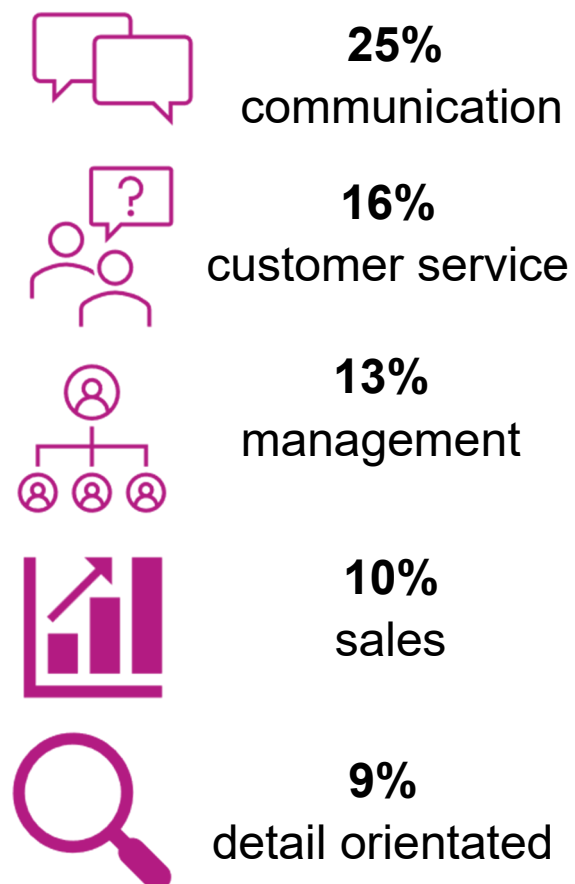 25%
communication
?
16%
customer service
13%
management
10%
sales
9%
detail orientated